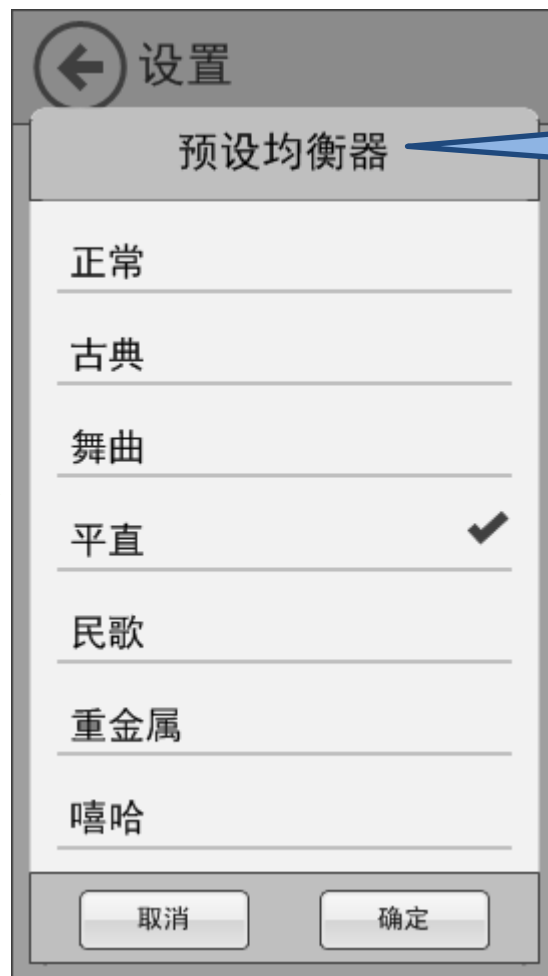 设置
预设均衡器
正常
古典
舞曲
平直
民歌
重金属
嘻哈
取消 确定